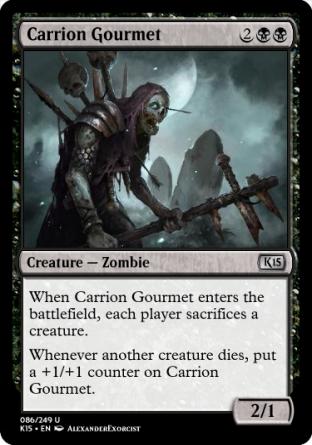 Carrion Gourmet 2
Creature — Zombie K15
When Carrion Gourmet enters the
battlefield, each player sacrifices a
creature.
Whenever another creature dies, put
a +1/+1 counter on Carrion
Gourmet.
2/1
086/249 U
K15 • EN AlexanderExorcist